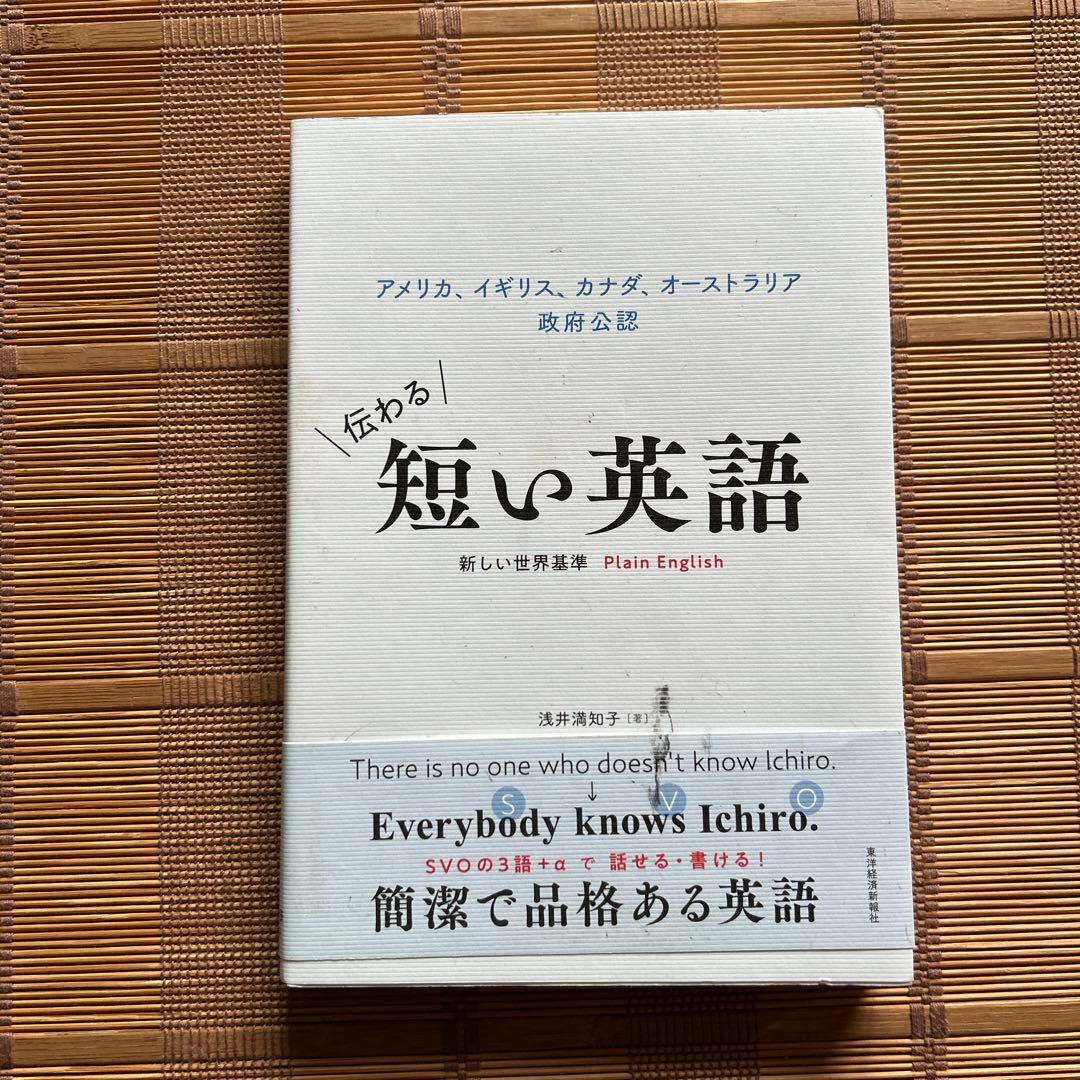 アメリカ、イギリス、カナダ、オーストラリア
政府公認
\伝わる/
短い英語
新しい世界基準 Plain English
浅井満知子［著］
There is no one who doesn't know Ichiro.
↓
S V O
Everybody knows Ichiro.
SVOの3語+α で 話せる・書ける！
簡潔で品格ある英語
東洋経済新報社